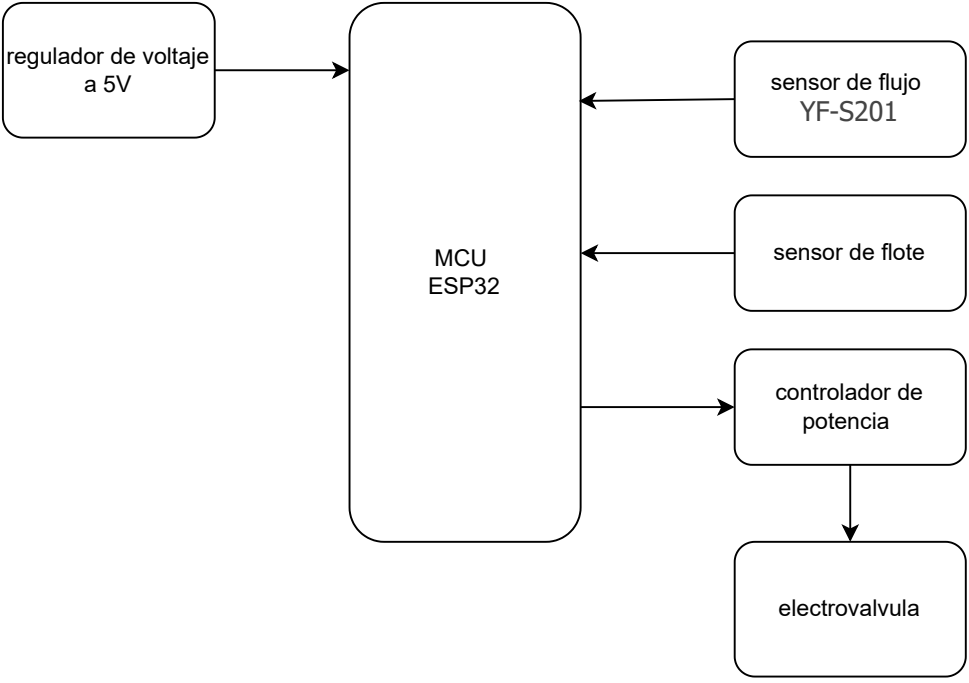 regulador de voltaje
a 5V
MCU
ESP32
sensor de flujo
YF-S201
sensor de flote
controlador de
potencia
electrovalvula